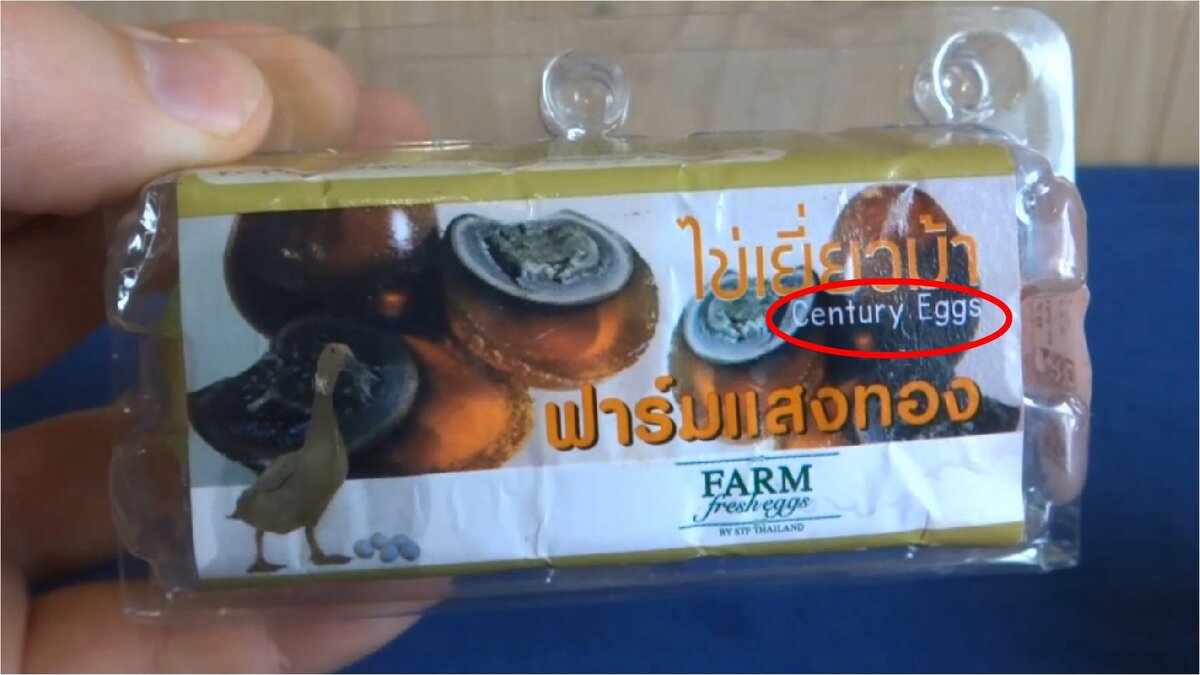 ไข่เยี่ยวม้า
Century Eggs
ฟาร์มแสงทอง
FARM
fresh eggs
BY STF THAILAND